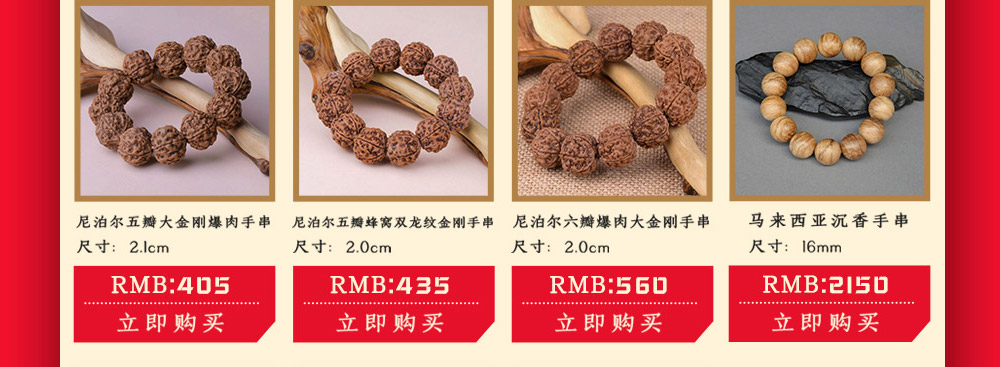 尼泊尔五瓣大金刚爆肉手串
尺寸：2.1cm
RMB:405
立即购买
尼泊尔五瓣蜂窝双龙纹金刚手串
尺寸：2.0cm
RMB:435
立即购买
尼泊尔六瓣爆肉大金刚手串
尺寸：2.0cm
RMB:560
立即购买
马来西亚沉香手串
尺寸：16mm
RMB:2150
立即购买